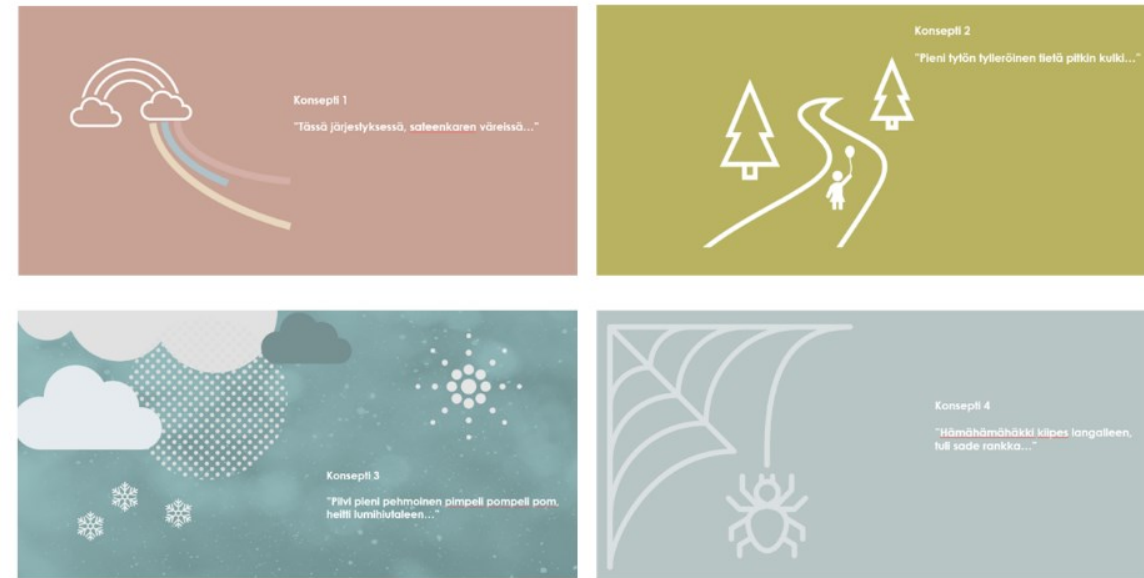 Konsepti 1
"Tässä järjestyksessä, sateenkaren väreissä…"
Konsepti 2
"Pieni tytön tylleröinen tietä pitkin kulki…"
Konsepti 3
"Pilvi pieni pehmoinen pimpeli pompeli pom,
heitti lumihiutaleen…"
Konsepti 4
"Hämähämähäkki kiipes langalleen,
tuli sade rankka…"